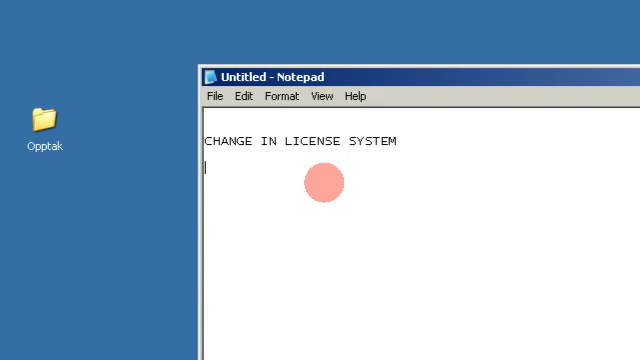 Untitled - Notepad
File Edit Format View Help
CHANGE IN LICENSE SYSTEM
Opptak